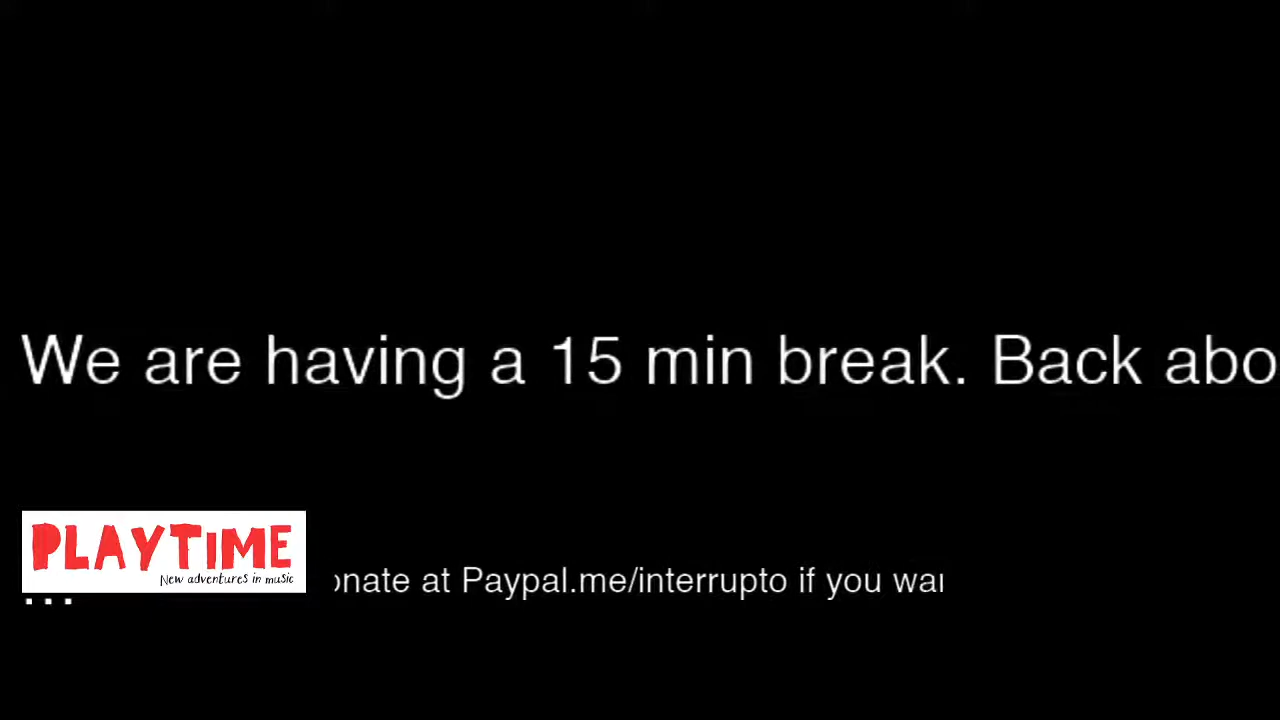 We are having a 15 min break. Back abo
PLAYTIME
New adventures in music
... onate at Paypal.me/interrupto if you wan